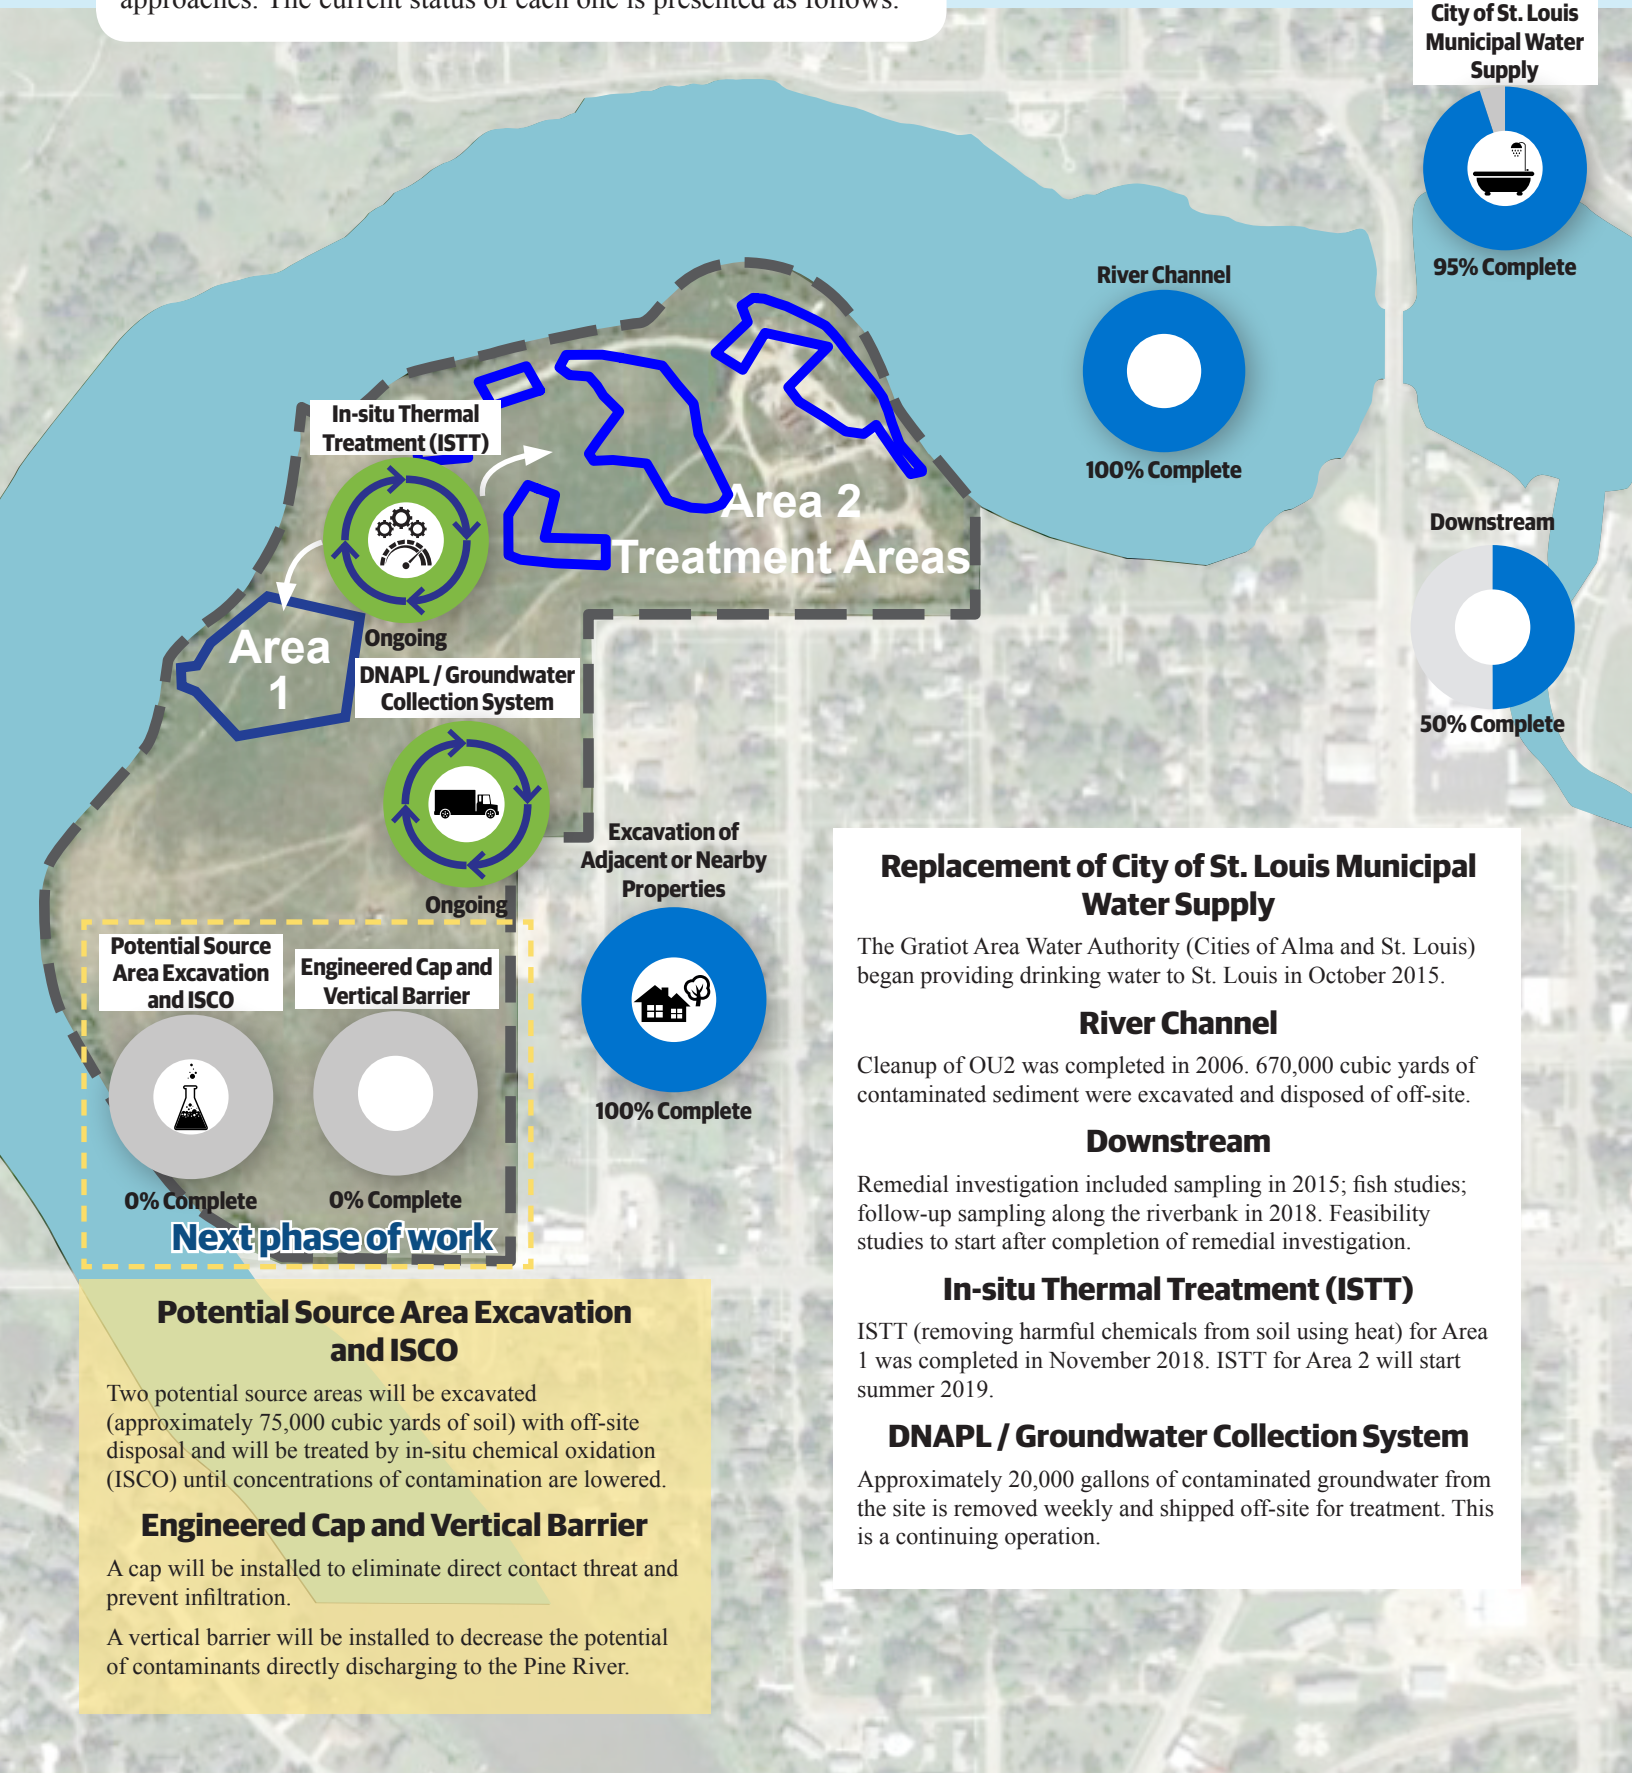 approaches. The current status of each one is presented as follows.
City of St. Louis
Municipal Water
Supply
95% Complete
River Channel
100% Complete
In-situ Thermal
Treatment (ISTT)
Ongoing
Area 2
Treatment Areas
Area
1
Downstream
50% Complete
DNAPL / Groundwater
Collection System
Ongoing
Excavation of
Adjacent or Nearby
Properties
100% Complete
Potential Source
Area Excavation
and ISCO
0% Complete
Engineered Cap and
Vertical Barrier
0% Complete
Next phase of work
Potential Source Area Excavation
and ISCO
Two potential source areas will be excavated
(approximately 75,000 cubic yards of soil) with off-site
disposal and will be treated by in-situ chemical oxidation
(ISCO) until concentrations of contamination are lowered.
Engineered Cap and Vertical Barrier
A cap will be installed to eliminate direct contact threat and
prevent infiltration.
A vertical barrier will be installed to decrease the potential
of contaminants directly discharging to the Pine River.
Replacement of City of St. Louis Municipal
Water Supply
The Gratiot Area Water Authority (Cities of Alma and St. Louis)
began providing drinking water to St. Louis in October 2015.
River Channel
Cleanup of OU2 was completed in 2006. 670,000 cubic yards of
contaminated sediment were excavated and disposed of off-site.
Downstream
Remedial investigation included sampling in 2015; fish studies;
follow-up sampling along the riverbank in 2018. Feasibility
studies to start after completion of remedial investigation.
In-situ Thermal Treatment (ISTT)
ISTT (removing harmful chemicals from soil using heat) for Area
1 was completed in November 2018. ISTT for Area 2 will start
summer 2019.
DNAPL / Groundwater Collection System
Approximately 20,000 gallons of contaminated groundwater from
the site is removed weekly and shipped off-site for treatment. This
is a continuing operation.